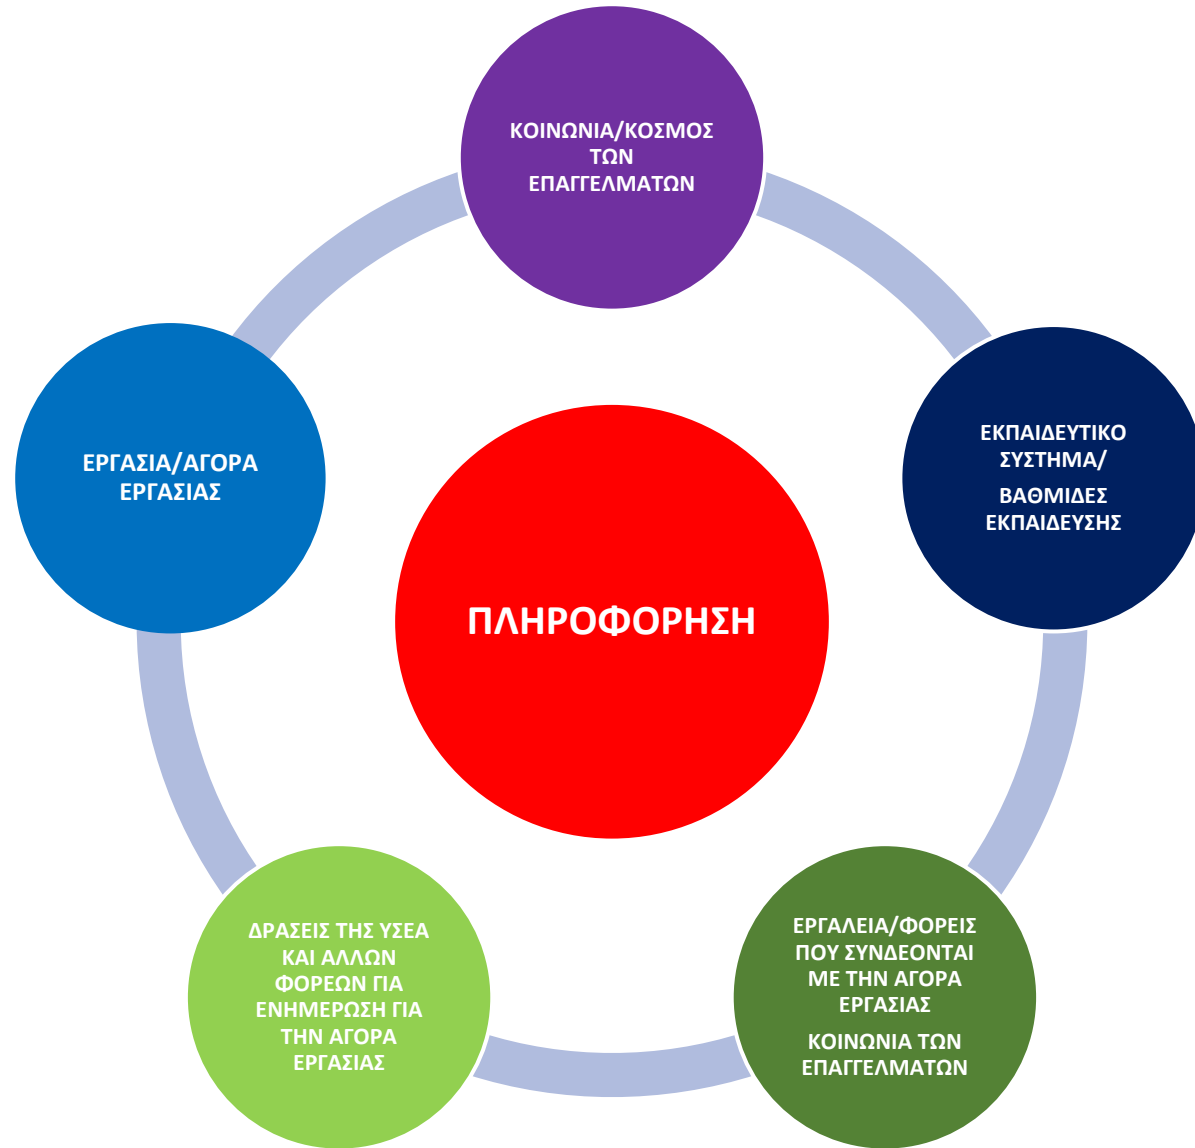 ΚΟΙΝΩΝΙΑ/ΚΟΣΜΟΣ
ΤΩΝ
ΕΠΑΓΓΕΛΜΑΤΩΝ
ΕΚΠΑΙΔΕΥΤΙΚΟ
ΣΥΣΤΗΜΑ/
ΒΑΘΜΙΔΕΣ
ΕΚΠΑΙΔΕΥΣΗΣ
ΕΡΓΑΣΙΑ/ΑΓΟΡΑ
ΕΡΓΑΣΙΑΣ
ΠΛΗΡΟΦΟΡΗΣΗ
ΕΡΓΑΛΕΙΑ/ΦΟΡΕΙΣ
ΠΟΥ ΣΥΝΔΕΟΝΤΑΙ
ΜΕ ΤΗΝ ΑΓΟΡΑ
ΕΡΓΑΣΙΑΣ
ΚΟΙΝΩΝΙΑ ΤΩΝ
ΕΠΑΓΓΕΛΜΑΤΩΝ
ΔΡΑΣΕΙΣ ΤΗΣ ΥΣΕΑ
ΚΑΙ ΑΛΛΩΝ
ΦΟΡΕΩΝ ΓΙΑ
ΕΝΗΜΕΡΩΣΗ ΓΙΑ
ΤΗΝ ΑΓΟΡΑ
ΕΡΓΑΣΙΑΣ